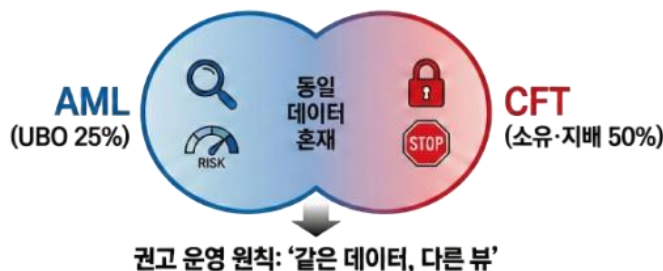 AML
(UBO 25%)
RISK
동일
데이터
혼재
STOP
CFT
(소유·지배 50%)
권고 운영 원칙: ‘같은 데이터, 다른 뷰’